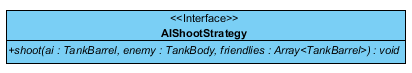 <<Interface>>
AIShootStrategy
+shoot(ai : TankBarrel, enemy : TankBody, friendlies : Array<TankBarrel>) : void